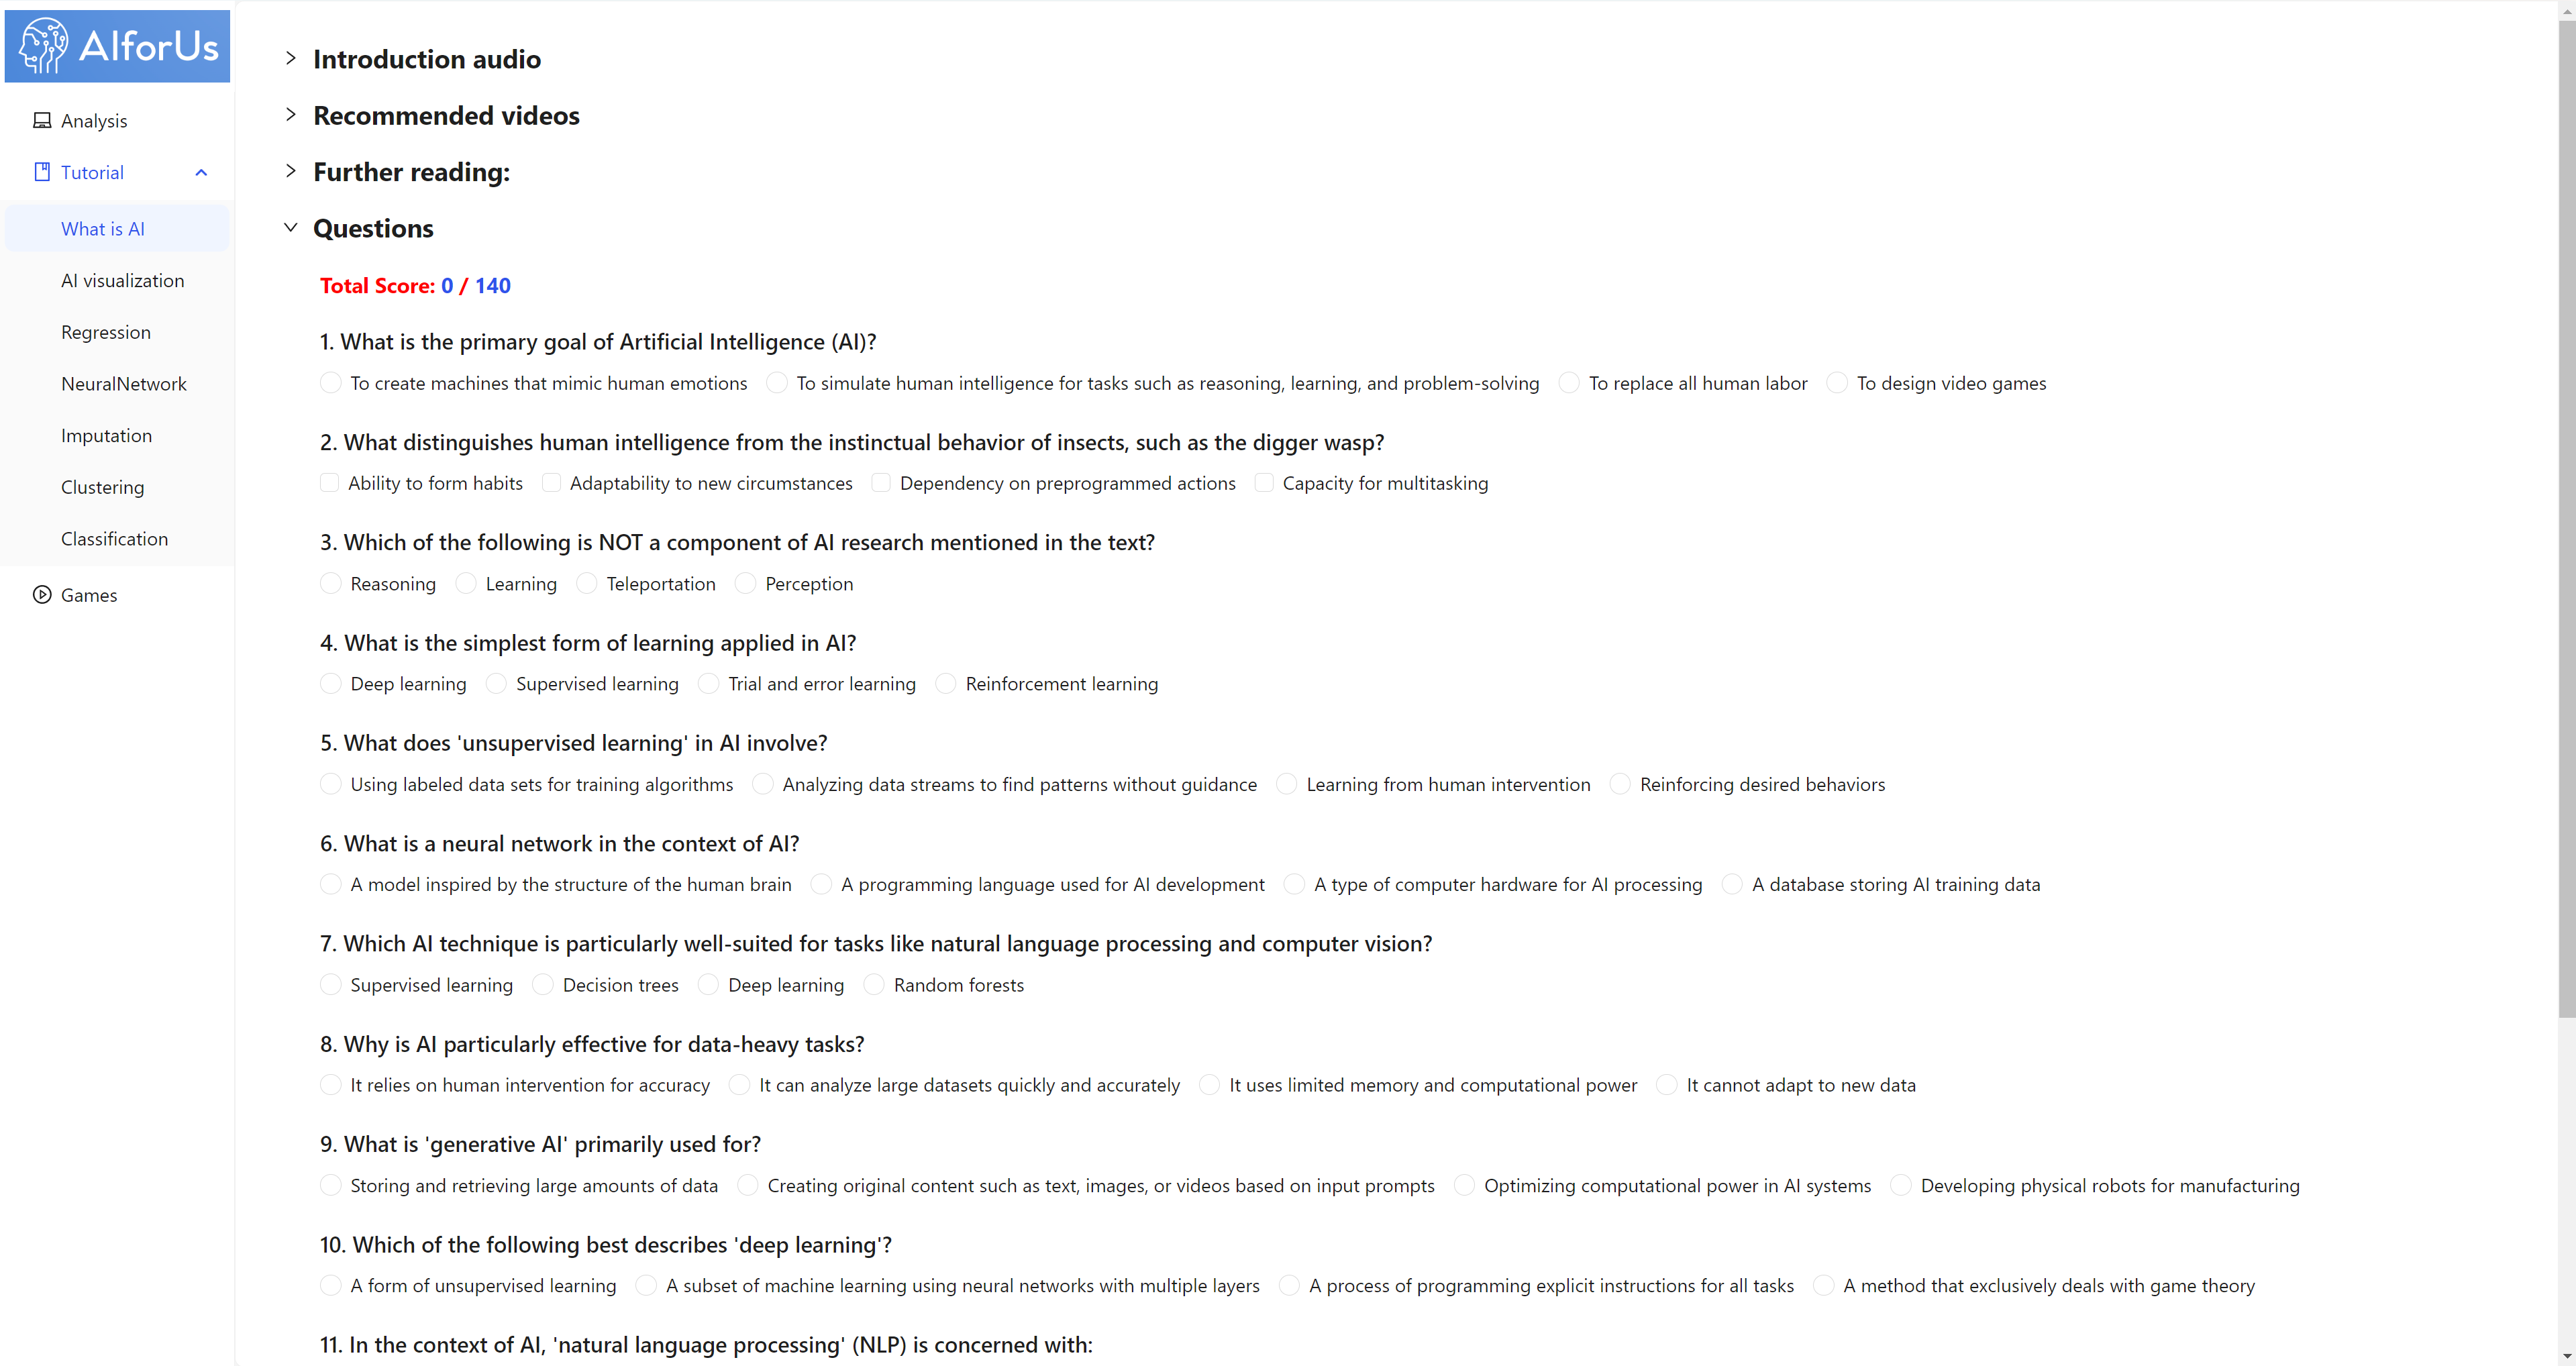 AIforUs
Analysis
Tutorial
What is AI
AI visualization
Regression
NeuralNetwork
Imputation
Clustering
Classification
Games
Introduction audio
Recommended videos
Further reading:
Questions
Total Score: 0 / 140
1. What is the primary goal of Artificial Intelligence (AI)?
To create machines that mimic human emotions To simulate human intelligence for tasks such as reasoning, learning, and problem-solving To replace all human labor To design video games
2. What distinguishes human intelligence from the instinctual behavior of insects, such as the digger wasp?
Ability to form habits Adaptability to new circumstances Dependency on preprogrammed actions Capacity for multitasking
3. Which of the following is NOT a component of AI research mentioned in the text?
Reasoning Learning Teleportation Perception
4. What is the simplest form of learning applied in AI?
Deep learning Supervised learning Trial and error learning Reinforcement learning
5. What does 'unsupervised learning' in AI involve?
Using labeled data sets for training algorithms Analyzing data streams to find patterns without guidance Learning from human intervention Reinforcing desired behaviors
6. What is a neural network in the context of AI?
A model inspired by the structure of the human brain A programming language used for AI development A type of computer hardware for AI processing A database storing AI training data
7. Which AI technique is particularly well-suited for tasks like natural language processing and computer vision?
Supervised learning Decision trees Deep learning Random forests
8. Why is AI particularly effective for data-heavy tasks?
It relies on human intervention for accuracy It can analyze large datasets quickly and accurately It uses limited memory and computational power It cannot adapt to new data
9. What is 'generative AI' primarily used for?
Storing and retrieving large amounts of data Creating original content such as text, images, or videos based on input prompts Optimizing computational power in AI systems Developing physical robots for manufacturing
10. Which of the following best describes 'deep learning'?
A form of unsupervised learning A subset of machine learning using neural networks with multiple layers A process of programming explicit instructions for all tasks A method that exclusively deals with game theory
11. In the context of AI, 'natural language processing' (NLP) is concerned with: